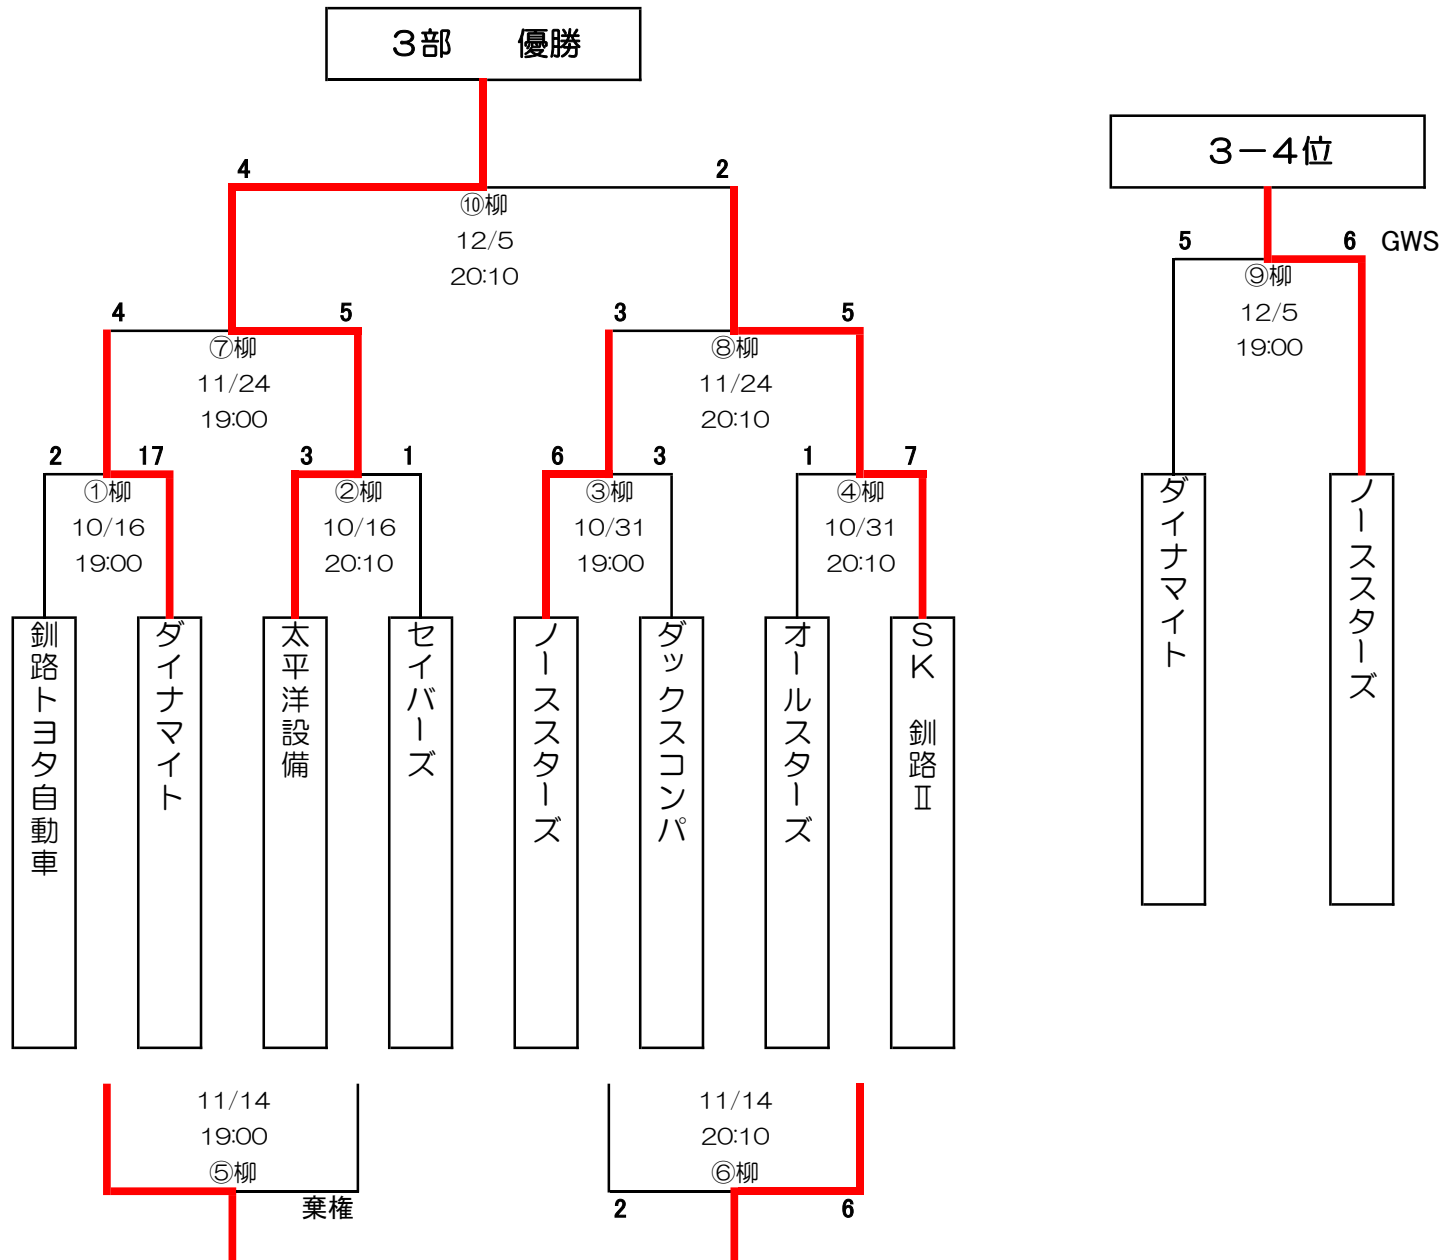 ３部　優勝
4
2
⑩柳
12/5
20:10
4
5
3
5
⑦柳
11/24
19:00
⑧柳
11/24
20:10
2
17
3
1
6
3
1
7
①柳
10/16
19:00
②柳
10/16
20:10
③柳
10/31
19:00
④柳
10/31
20:10
釧路トヨタ自動車
ダイナマイト
太平洋設備
セイバーズ
ノーススターズ
ダックスコンパ
オールスターズ
ＳＫ　釧路Ⅱ
11/14
19:00
⑤柳
棄権
11/14
20:10
⑥柳
2
6
３－４位
5
6
GWS
⑨柳
12/5
19:00
ダイナマイト
ノーススターズ